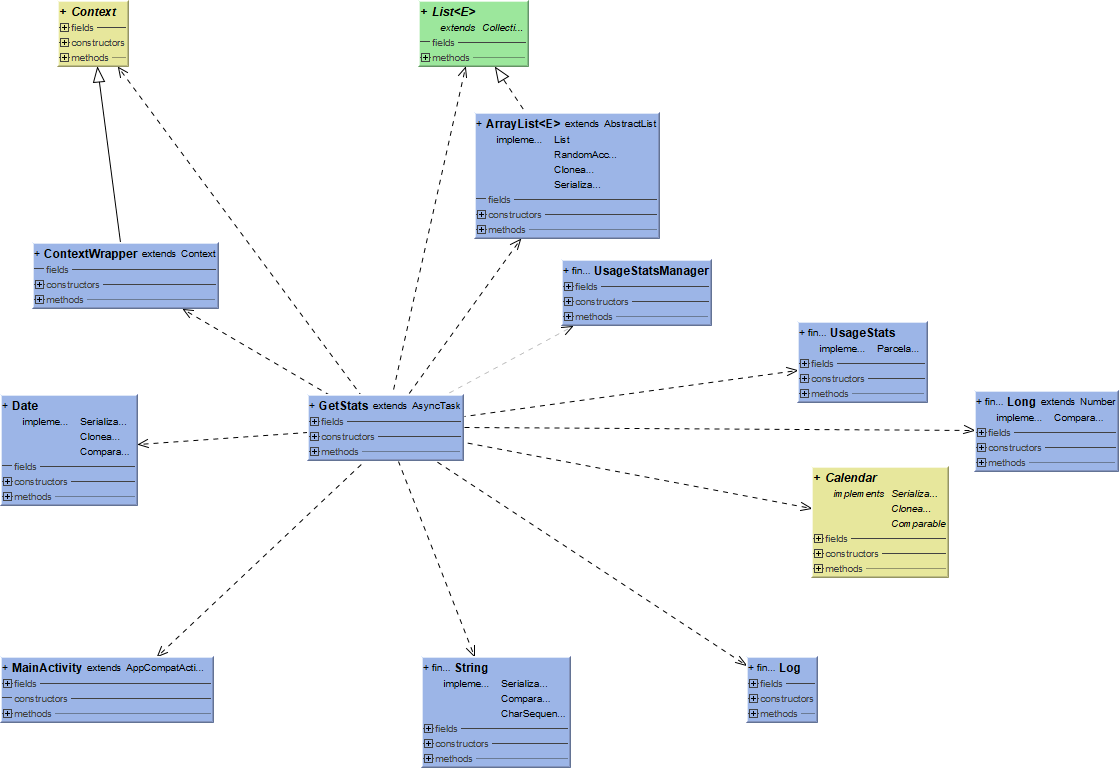 + Context
fields
constructors
methods
+ List<E>
extends Collecti...
fields
methods
+ ArrayList<E> extends AbstractList
impleme... List
RandomAcc...
Clonea...
Serializa...
fields
constructors
methods
+ ContextWrapper extends Context
fields
constructors
methods
+ fin... UsageStatsManager
fields
constructors
methods
+ fin... UsageStats
impleme... Parcela...
fields
constructors
methods
+ Date
impleme... Serializa...
Clonea...
Compara...
fields
constructors
methods
+ GetStats extends AsyncTask
fields
constructors
methods
+ fin... Long extends Number
impleme... Compara...
fields
constructors
methods
+ Calendar
implements Serializa...
Clonea...
Comparable
fields
constructors
methods
+ MainActivity extends AppCompatActi...
fields
constructors
methods
+ fin... String
impleme... Serializa...
Compara...
CharSequen...
fields
constructors
methods
+ fin... Log
fields
constructors
methods